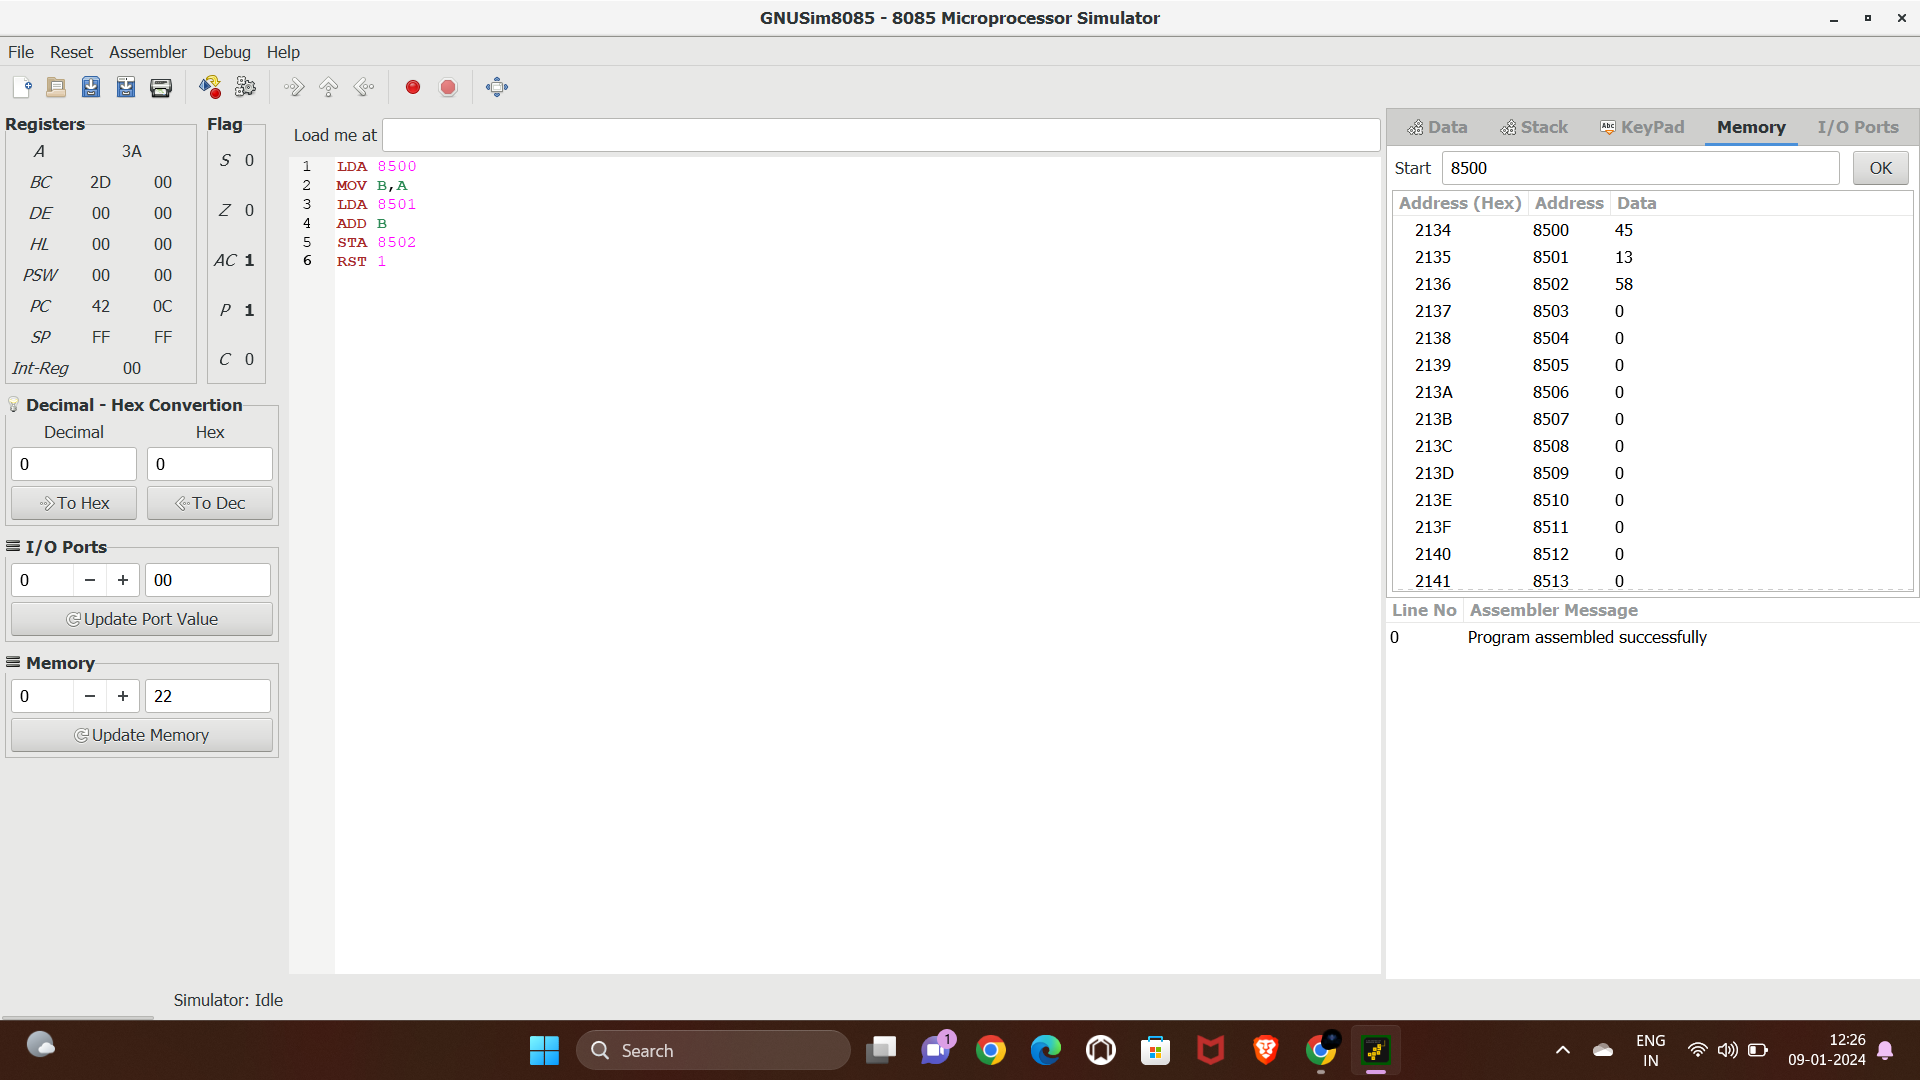 GNUSim8085 - 8085 Microprocessor Simulator
File Reset Assembler Debug Help
Registers
A 3A
BC 2D 00
DE 00 00
HL 00 00
PSW 00 00
PC 42 0C
SP FF FF
Int-Reg 00
Flag
S 0
Z 0
AC 1
P 1
C 0
Decimal - Hex Convertion
Decimal Hex
0 0
To Hex To Dec
I/O Ports
0 − + 00
Update Port Value
Memory
0 − + 22
Update Memory
Load me at
1 LDA 8500
2 MOV B,A
3 LDA 8501
4 ADD B
5 STA 8502
6 RST 1
Data Stack Abc KeyPad Memory I/O Ports
Start 8500 OK
Address (Hex) Address Data
2134 8500 45
2135 8501 13
2136 8502 58
2137 8503 0
2138 8504 0
2139 8505 0
213A 8506 0
213B 8507 0
213C 8508 0
213D 8509 0
213E 8510 0
213F 8511 0
2140 8512 0
2141 8513 0
Line No Assembler Message
0 Program assembled successfully
Simulator: Idle
Search
1
ENG
IN
12:26
09-01-2024